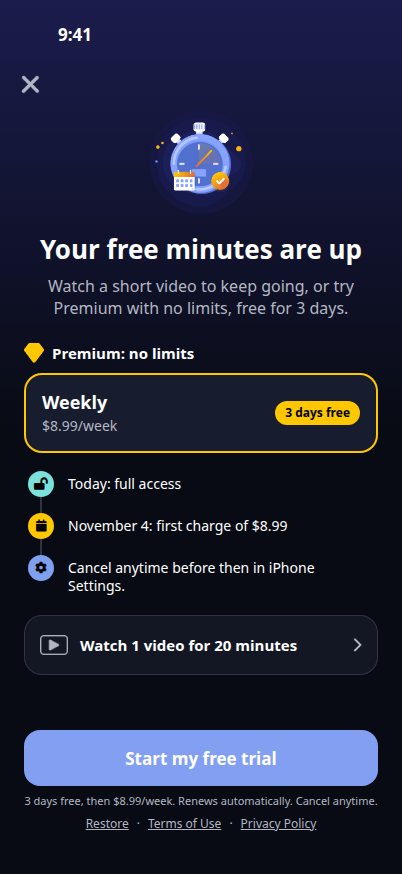 9:41
Your free minutes are up
Watch a short video to keep going, or try
Premium with no limits, free for 3 days.
Premium: no limits
Weekly
$8.99/week
3 days free
Today: full access
November 4: first charge of $8.99
Cancel anytime before then in iPhone
Settings.
Watch 1 video for 20 minutes
Start my free trial
3 days free, then $8.99/week. Renews automatically. Cancel anytime.
Restore · Terms of Use · Privacy Policy